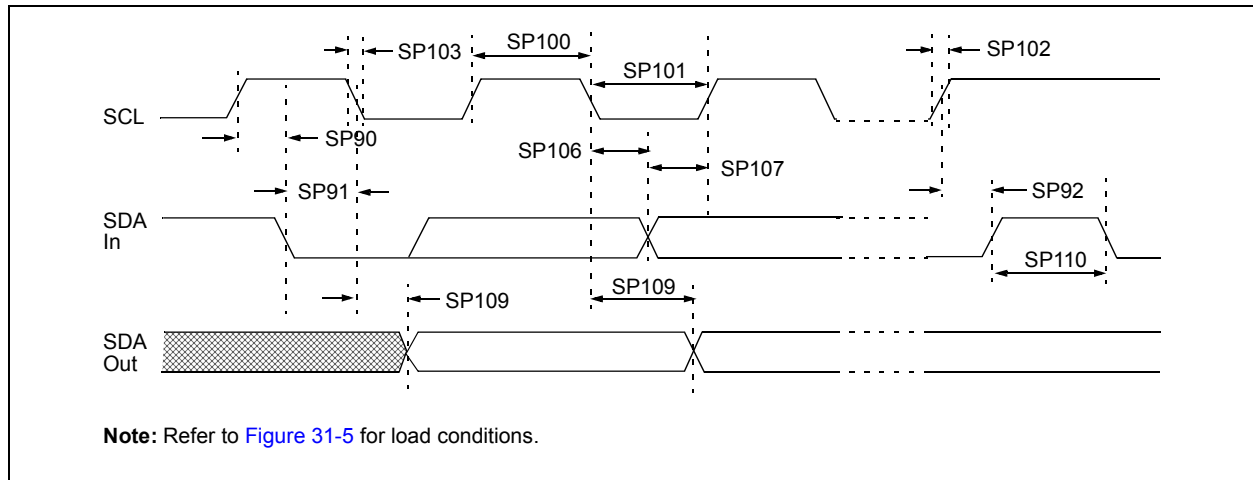 SP103
SP100
SP102
SP101
SCL
SP90
SP106
SP107
SP91
SP92
SDA
In
SP110
SP109
SP109
SDA
Out
Note: Refer to Figure 31-5 for load conditions.